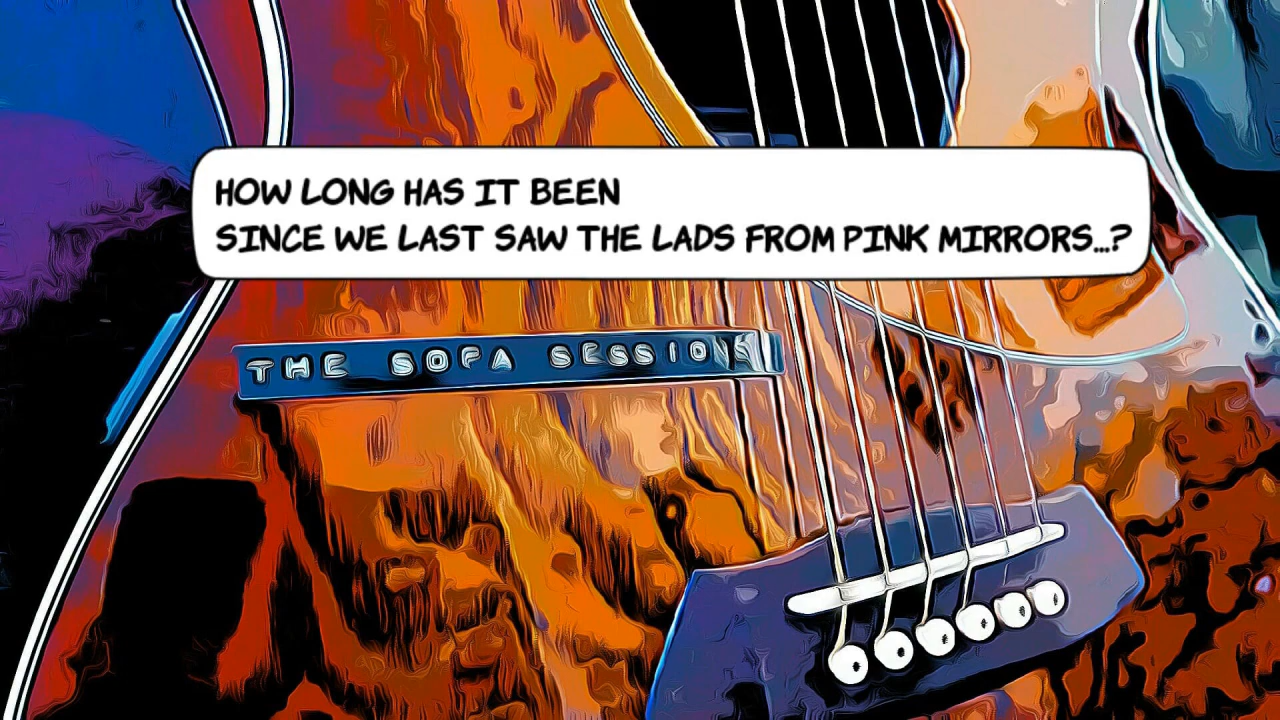 HOW LONG HAS IT BEEN
SINCE WE LAST SAW THE LADS FROM PINK MIRRORS...?
THE SOFA SESSIONS